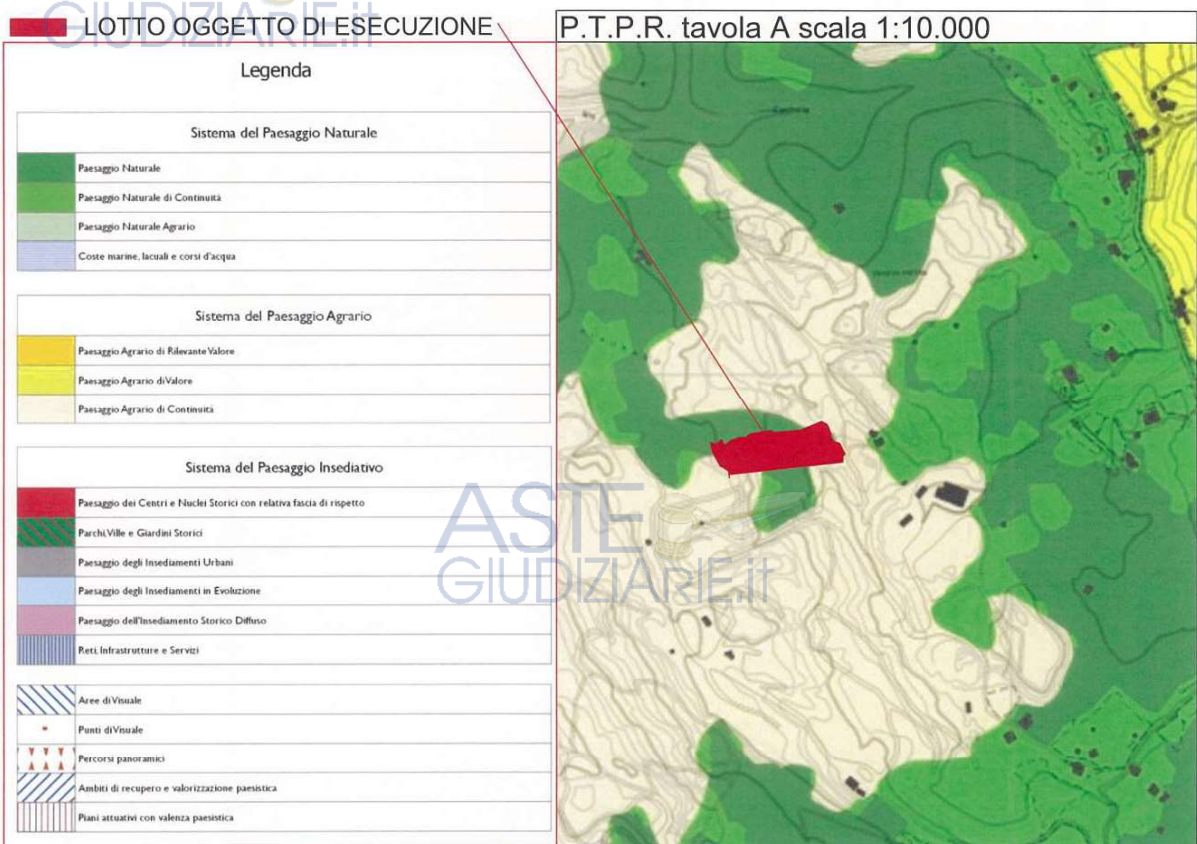 LOTTO OGGETTO DI ESECUZIONE
P.T.P.R. tavola A scala 1:10.000
GIUDIZIARIE.it
Legenda
Sistema del Paesaggio Naturale
Paesaggio Naturale
Paesaggio Naturale di Continuità
Paesaggio Naturale Agrario
Coste marine, lacuali e corsi d'acqua
Sistema del Paesaggio Agrario
Paesaggio Agrario di Rilevante Valore
Paesaggio Agrario di Valore
Paesaggio Agrario di Continuità
Sistema del Paesaggio Insediativo
Paesaggio dei Centri e Nuclei Storici con relativa fascia di rispetto
Parchi, Ville e Giardini Storici
Paesaggio degli Insediamenti Urbani
Paesaggio degli Insediamenti in Evoluzione
Paesaggio dell'Insediamento Storico Diffuso
Reti, Infrastrutture e Servizi
Aree di Visuale
Punti di Visuale
Percorsi panoramici
Ambiti di recupero e valorizzazione paesistica
Piani attuativi con valenza paesistica
ASTE
GIUDIZIARIE.it